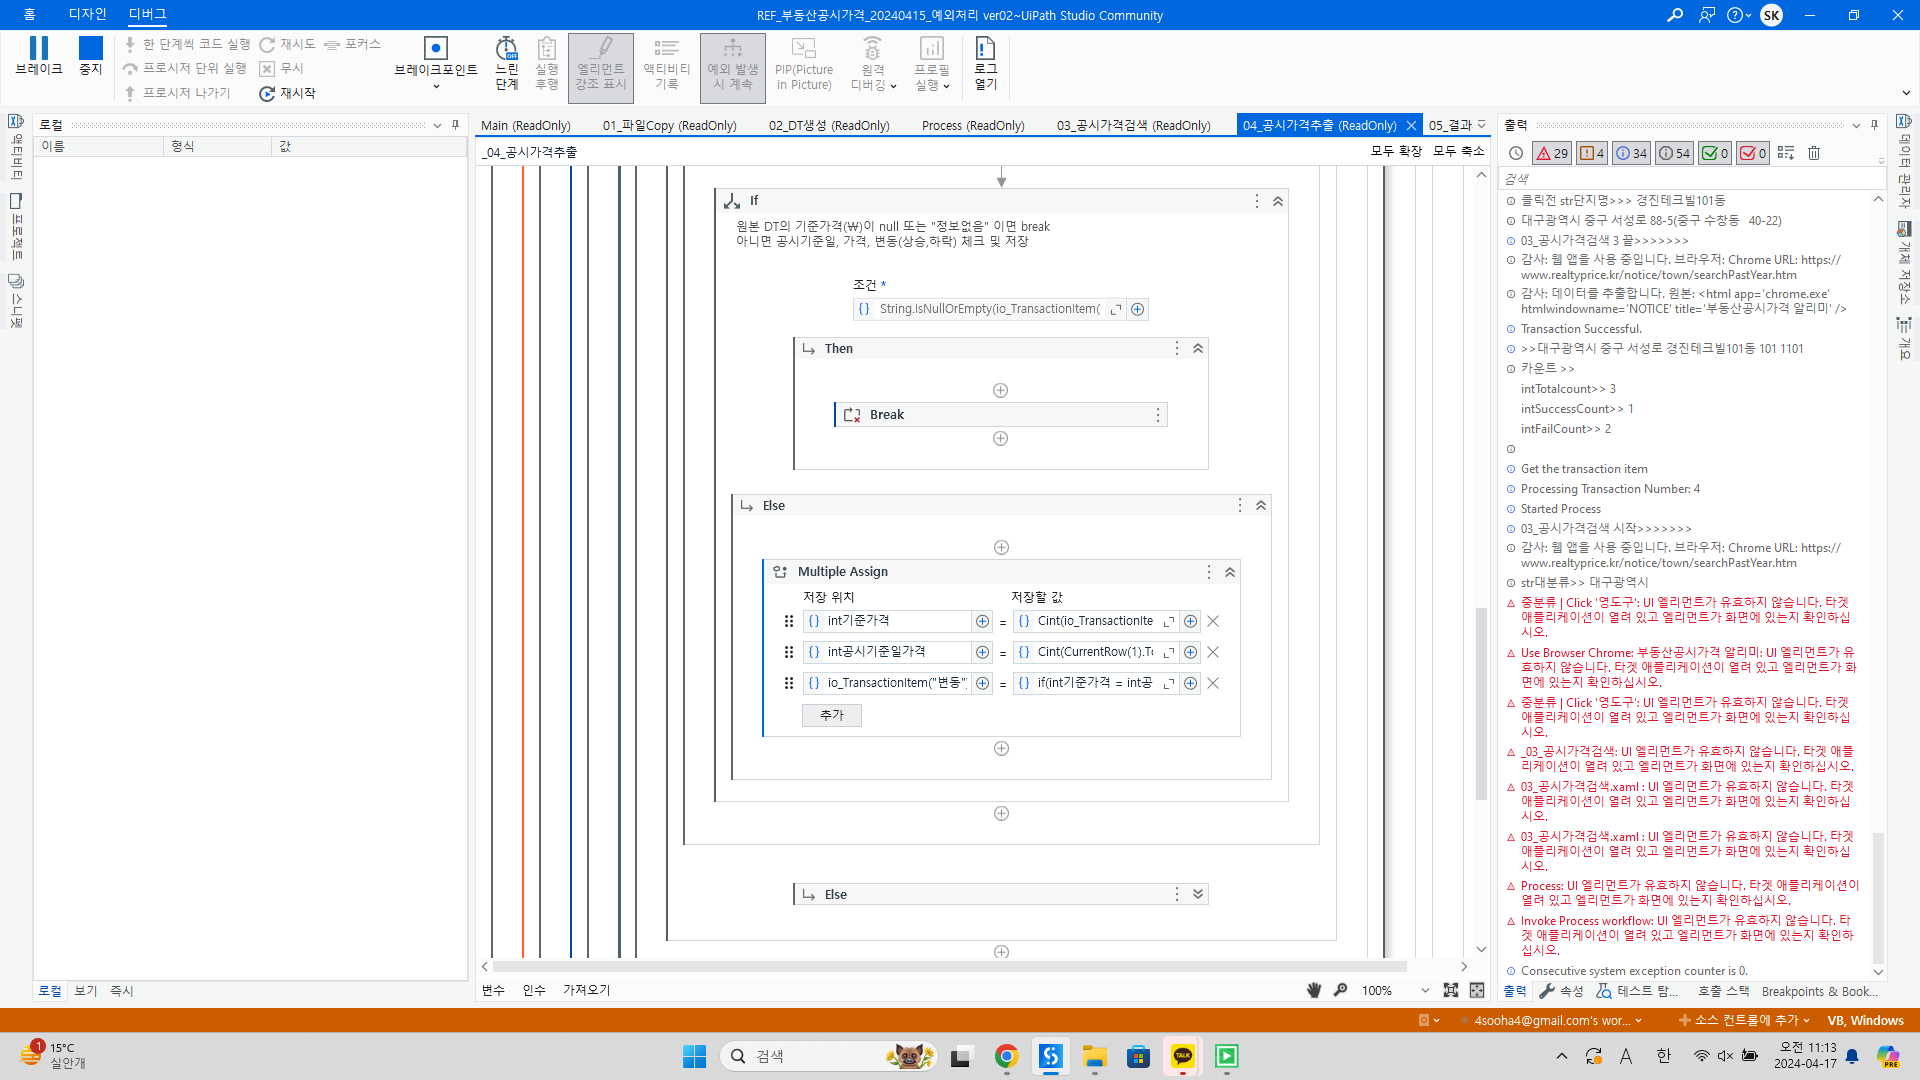 홈 디자인 디버그
REF_부동산공시가격_20240415_예외처리 ver02~UiPath Studio Community
SK
브레이크
중지
한 단계씩 코드 실행
프로시저 단위 실행
프로시저 나가기
재시도
무시
재시작
포커스
브레이크포인트
느린 단계
실행 후행
엘리먼트 강조 표시
액티비티 기록
예외 발생 시 계속
PIP(Picture in Picture)
원격 디버깅
프로필 실행
로그 열기
액티비티
프로젝트
스니펫
로컬
이름 형식 값
로컬 보기 즉시
Main (ReadOnly) 01_파일Copy (ReadOnly) 02_DT생성 (ReadOnly) Process (ReadOnly) 03_공시가격검색 (ReadOnly) 04_공시가격추출 (ReadOnly) 05_결과
_04_공시가격추출
모두 확장 모두 축소
If
원본 DT의 기준가격(₩)이 null 또는 "정보없음" 이면 break
아니면 공시기준일, 가격, 변동(상승,하락) 체크 및 저장
조건 *
String.IsNullOrEmpty(io_TransactionItem(
Then
Break
Else
Multiple Assign
저장 위치 저장할 값
int기준가격 = Cint(io_TransactionIte
int공시기준일가격 = Cint(CurrentRow(1).To
io_TransactionItem("변동") = if(int기준가격 = int공
추가
Else
변수 인수 가져오기
100%
출력
29 4 34 54 0 0
검색
클릭전 str단지명>>> 경진테크빌101동
대구광역시 중구 서성로 88-5(중구 수창동 40-22)
03_공시가격검색 3 끝>>>>>>>
감사: 웹 앱을 사용 중입니다. 브라우저: Chrome URL: https://
www.realtyprice.kr/notice/town/searchPastYear.htm
감사: 데이터를 추출합니다. 원본: <html app='chrome.exe'
htmlwindowname='NOTICE' title='부동산공시가격 알리미' />
Transaction Successful.
>>대구광역시 중구 서성로 경진테크빌101동 101 1101
카운트 >>
intTotalcount>> 3
intSuccessCount>> 1
intFailCount>> 2
Get the transaction item
Processing Transaction Number: 4
Started Process
03_공시가격검색 시작>>>>>>>
감사: 웹 앱을 사용 중입니다. 브라우저: Chrome URL: https://
www.realtyprice.kr/notice/town/searchPastYear.htm
str대분류>> 대구광역시
중분류 | Click '영도구': UI 엘리먼트가 유효하지 않습니다. 타겟
애플리케이션이 열려 있고 엘리먼트가 화면에 있는지 확인하십
시오.
Use Browser Chrome: 부동산공시가격 알리미: UI 엘리먼트가 유
효하지 않습니다. 타겟 애플리케이션이 열려 있고 엘리먼트가 화
면에 있는지 확인하십시오.
중분류 | Click '영도구': UI 엘리먼트가 유효하지 않습니다. 타겟
애플리케이션이 열려 있고 엘리먼트가 화면에 있는지 확인하십
시오.
_03_공시가격검색: UI 엘리먼트가 유효하지 않습니다. 타겟 애플
리케이션이 열려 있고 엘리먼트가 화면에 있는지 확인하십시오.
03_공시가격검색.xaml : UI 엘리먼트가 유효하지 않습니다. 타겟
애플리케이션이 열려 있고 엘리먼트가 화면에 있는지 확인하십
시오.
03_공시가격검색.xaml : UI 엘리먼트가 유효하지 않습니다. 타겟
애플리케이션이 열려 있고 엘리먼트가 화면에 있는지 확인하십
시오.
Process: UI 엘리먼트가 유효하지 않습니다. 타겟 애플리케이션이
열려 있고 엘리먼트가 화면에 있는지 확인하십시오.
Invoke Process workflow: UI 엘리먼트가 유효하지 않습니다. 타
겟 애플리케이션이 열려 있고 엘리먼트가 화면에 있는지 확인하
십시오.
Consecutive system exception counter is 0.
출력 속성 테스트 탐... 호출 스택 Breakpoints & Book...
데이터 관리자
개체 저장소
개요
4sooha4@gmail.com's wor... 소스 컨트롤에 추가 VB, Windows
1
15°C
실안개
검색
TALK
A 한
오전 11:13
2024-04-17
PRE